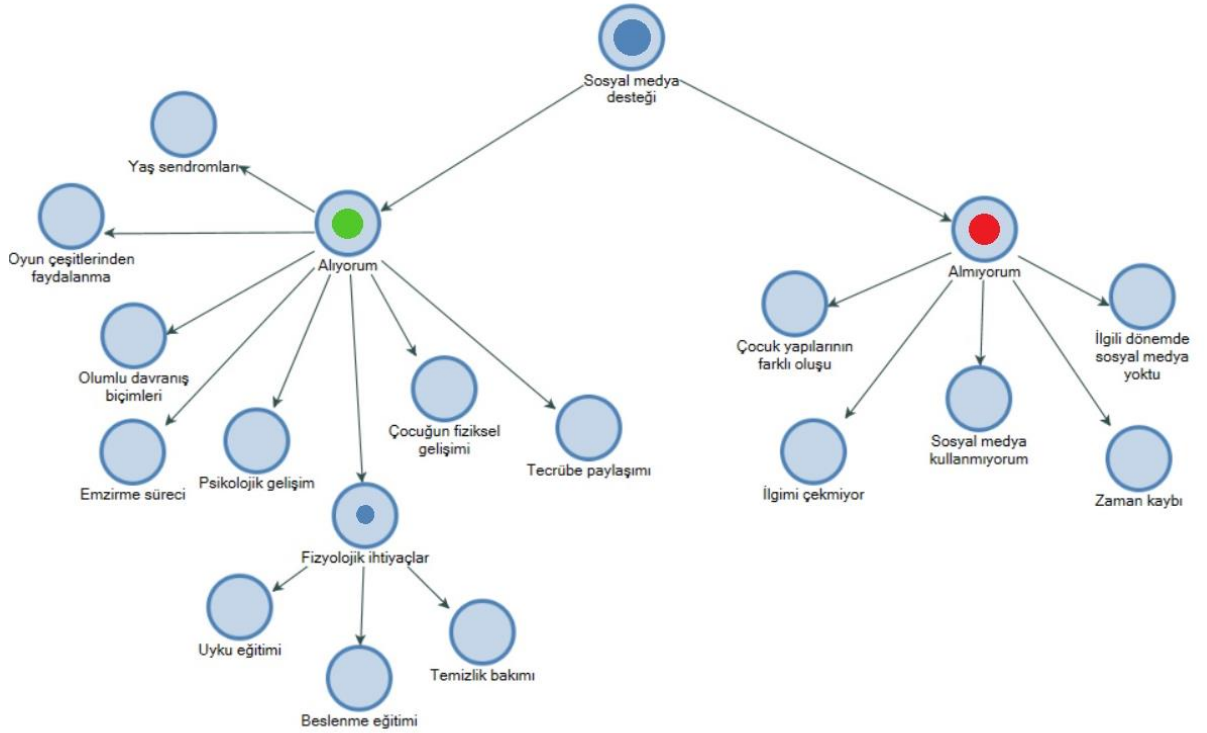 Sosyal medya
desteği
Yaş sendromları
Oyun çeşitlerinden
faydalanma
Alıyorum
Almıyorum
Olumlu davranış
biçimleri
Emzirme süreci
Psikolojik gelişim
Çocuğun fiziksel
gelişimi
Tecrübe paylaşımı
Çocuk yapılarının
farklı oluşu
İlgili dönemde
sosyal medya
yoktu
İlgimi çekmiyor
Sosyal medya
kullanmıyorum
Zaman kaybı
Fizyolojik ihtiyaçlar
Uyku eğitimi
Beslenme eğitimi
Temizlik bakımı